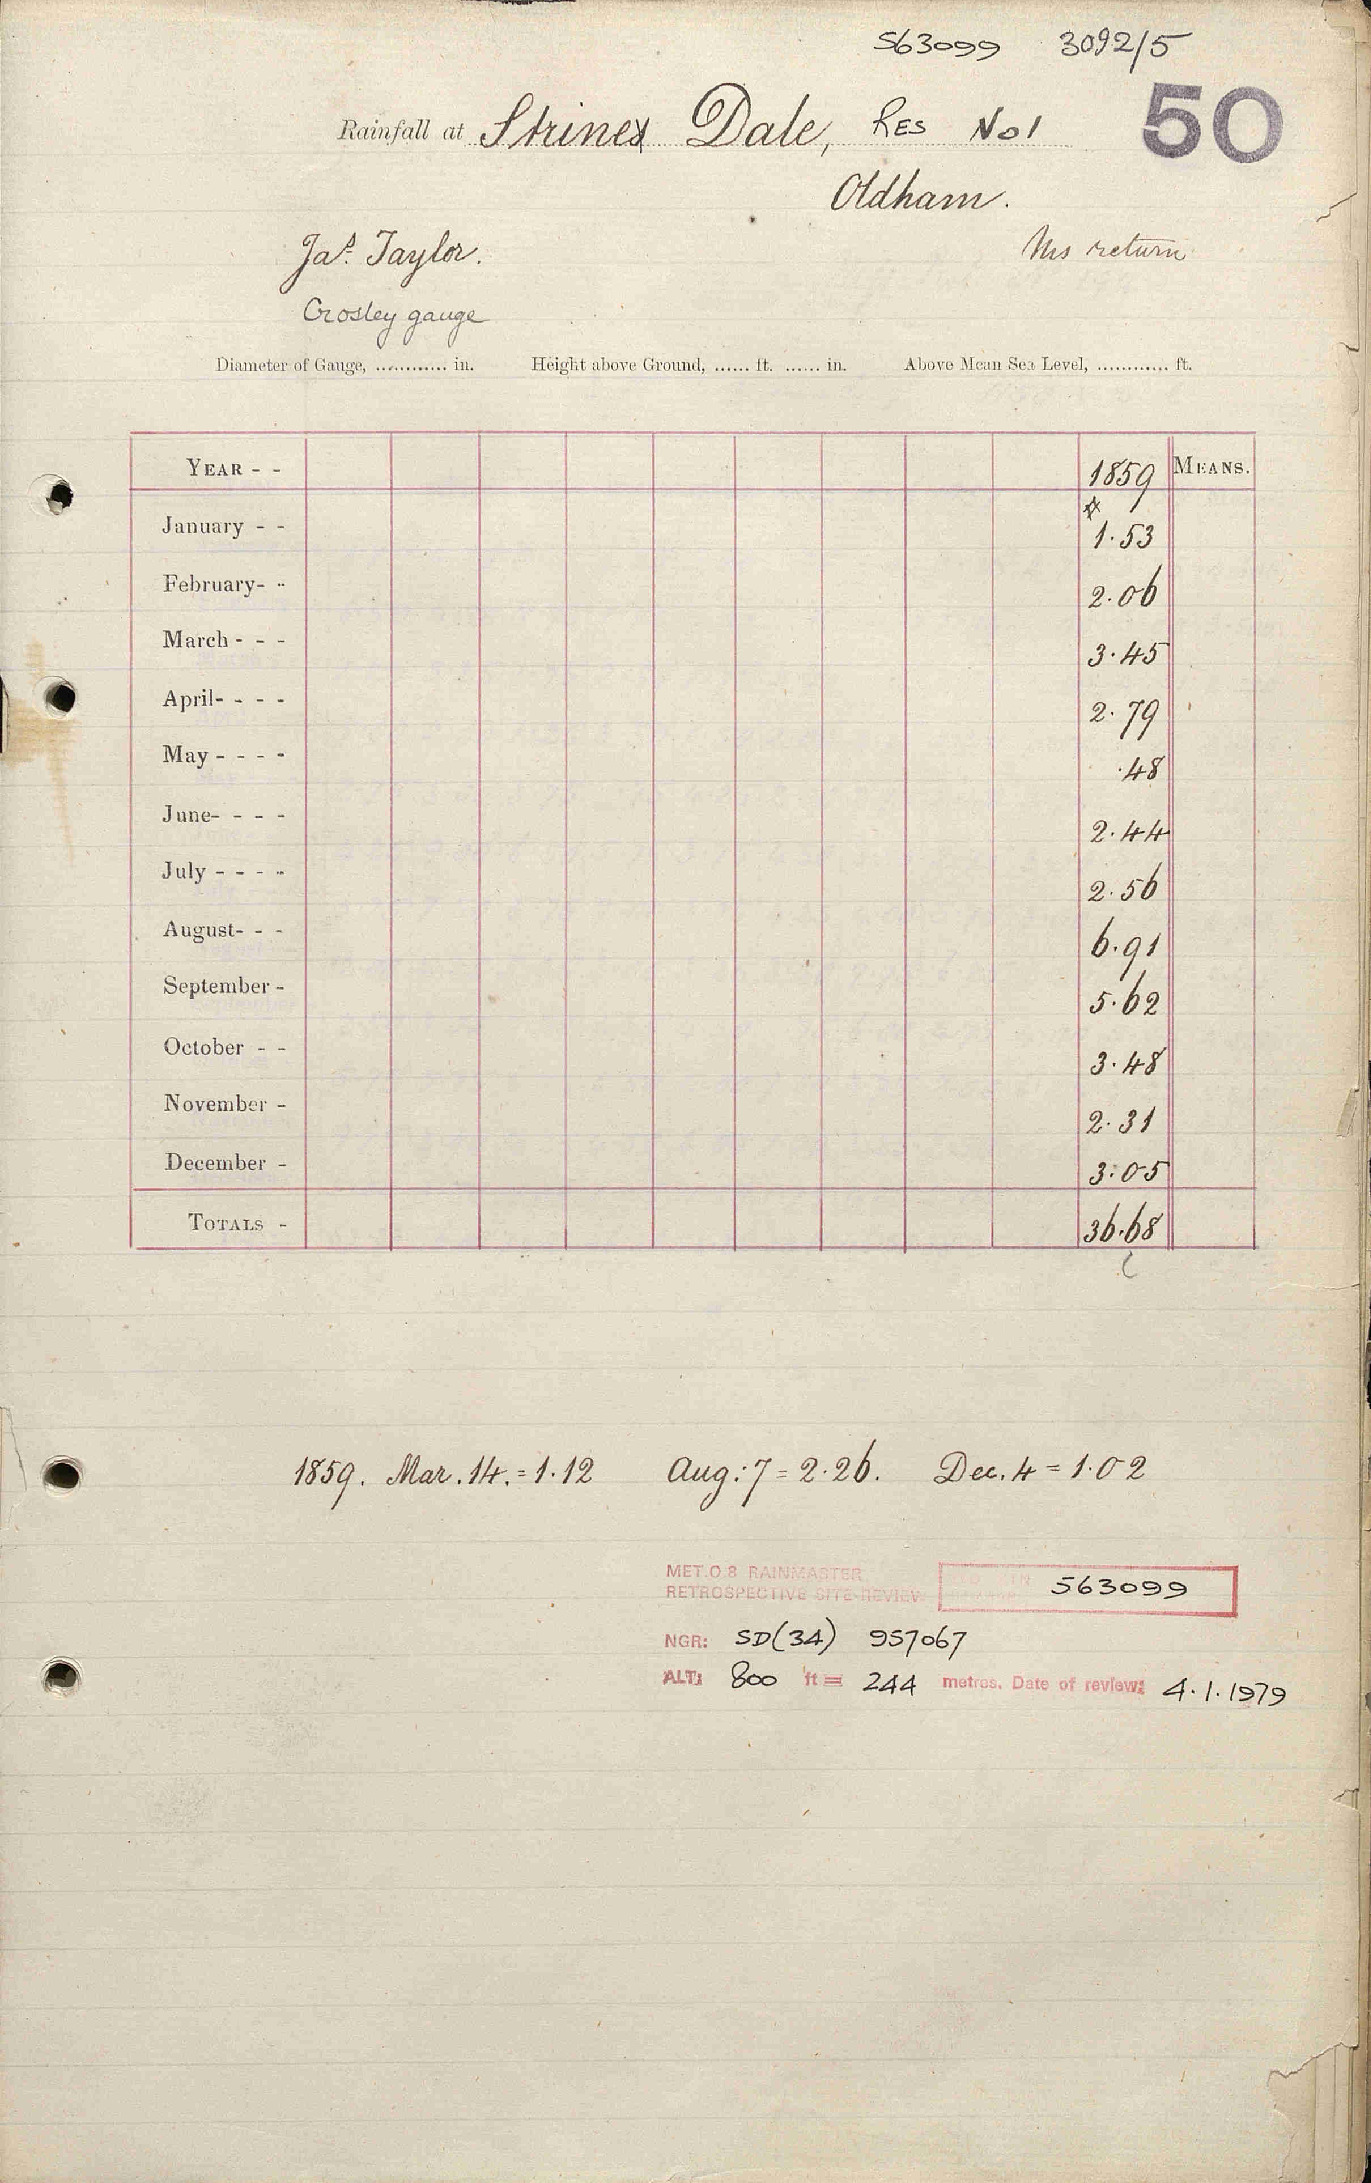 563099 3092/5
50
Rainfall at Strines Dale, RES No1
Oldham.
Jas. Taylor. Ms return
Crosley gauge
Diameter of Gauge, ............ in. Height above Ground, ...... ft. ...... in. Above Mean Sea Level, ............ ft.
YEAR - - 1859 MEANS.
January - - 1.53
February - - 2.06
March - - - 3.45
April - - - - 2.79
May - - - - .48
June - - - - 2.44
July - - - - 2.56
August - - - 6.91
September - 5.62
October - - 3.48
November - 2.31
December - 3.05
TOTALS - 36.68
1859. Mar. 14. = 1.12 Aug: 7 = 2.26. Dec. 4 = 1.02
MET.O.8 RAINMASTER
RETROSPECTIVE SITE REVIEW 563099
NGR: SD(34) 957067
ALT: 800 ft = 244 metres. Date of review: 4.1.1979